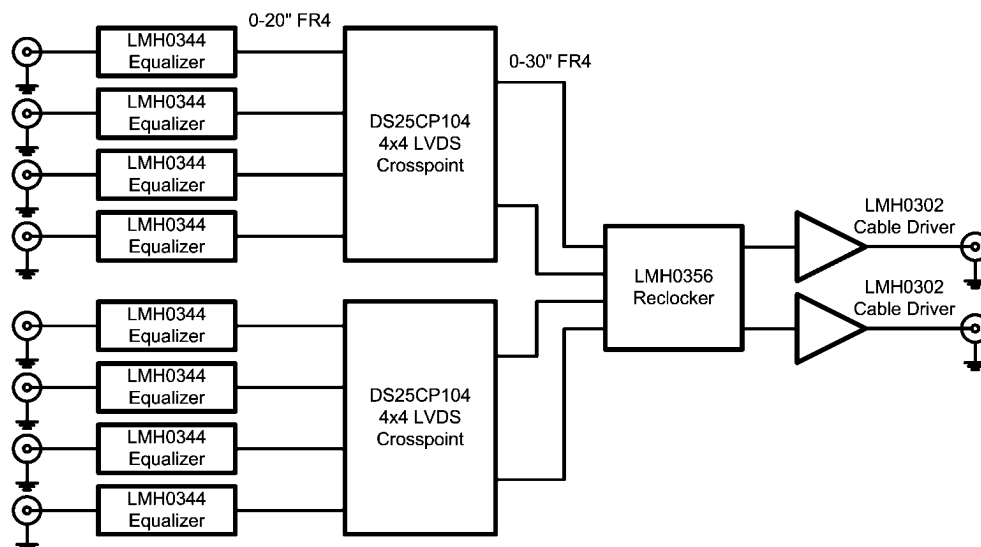 0-20" FR4
LMH0344
Equalizer
LMH0344
Equalizer
LMH0344
Equalizer
LMH0344
Equalizer
DS25CP104
4x4 LVDS
Crosspoint
0-30" FR4
LMH0344
Equalizer
LMH0344
Equalizer
LMH0344
Equalizer
LMH0344
Equalizer
DS25CP104
4x4 LVDS
Crosspoint
LMH0356
Reclocker
LMH0302
Cable Driver
LMH0302
Cable Driver